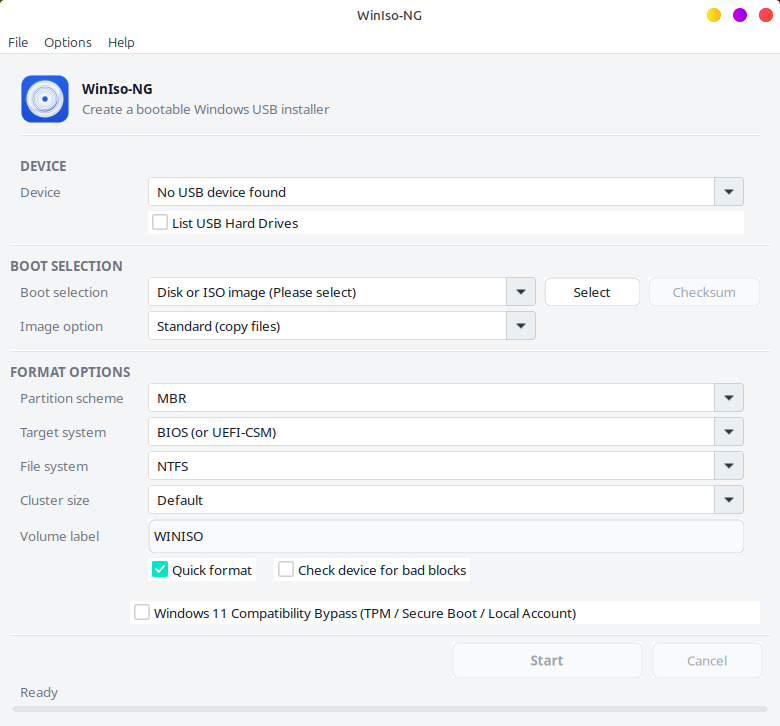 WinIso-NG
File Options Help
WinIso-NG
Create a bootable Windows USB installer
DEVICE
Device No USB device found
List USB Hard Drives
BOOT SELECTION
Boot selection Disk or ISO image (Please select) Select Checksum
Image option Standard (copy files)
FORMAT OPTIONS
Partition scheme MBR
Target system BIOS (or UEFI-CSM)
File system NTFS
Cluster size Default
Volume label WINISO
Quick format Check device for bad blocks
Windows 11 Compatibility Bypass (TPM / Secure Boot / Local Account)
Start Cancel
Ready